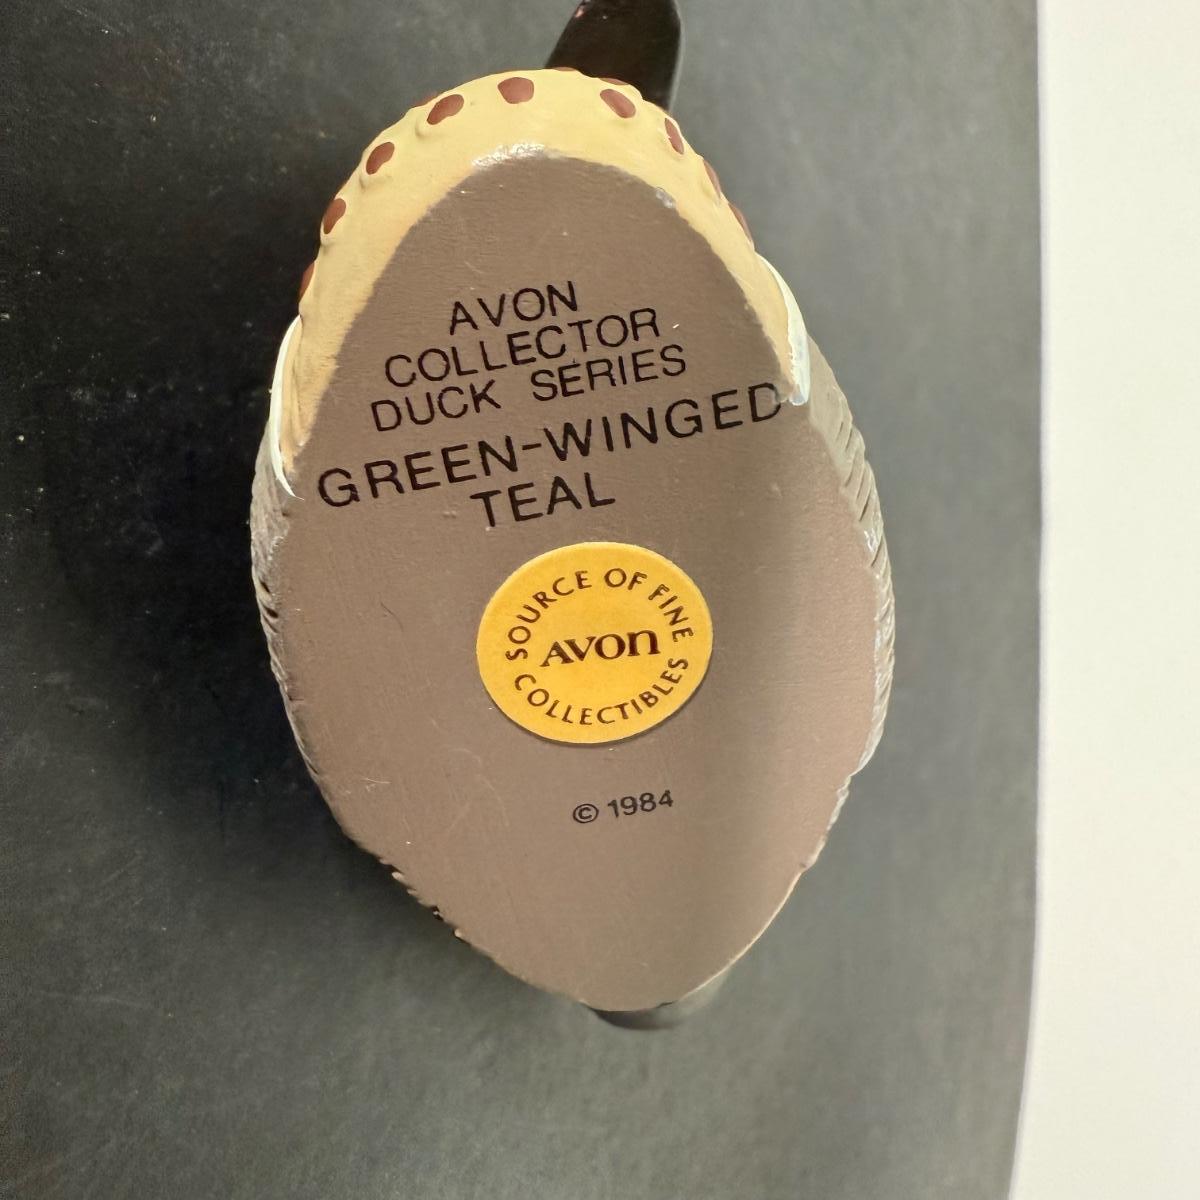 AVON
COLLECTOR
DUCK SERIES
GREEN-WINGED
TEAL
SOURCE OF FINE
AVON
COLLECTIBLES
© 1984